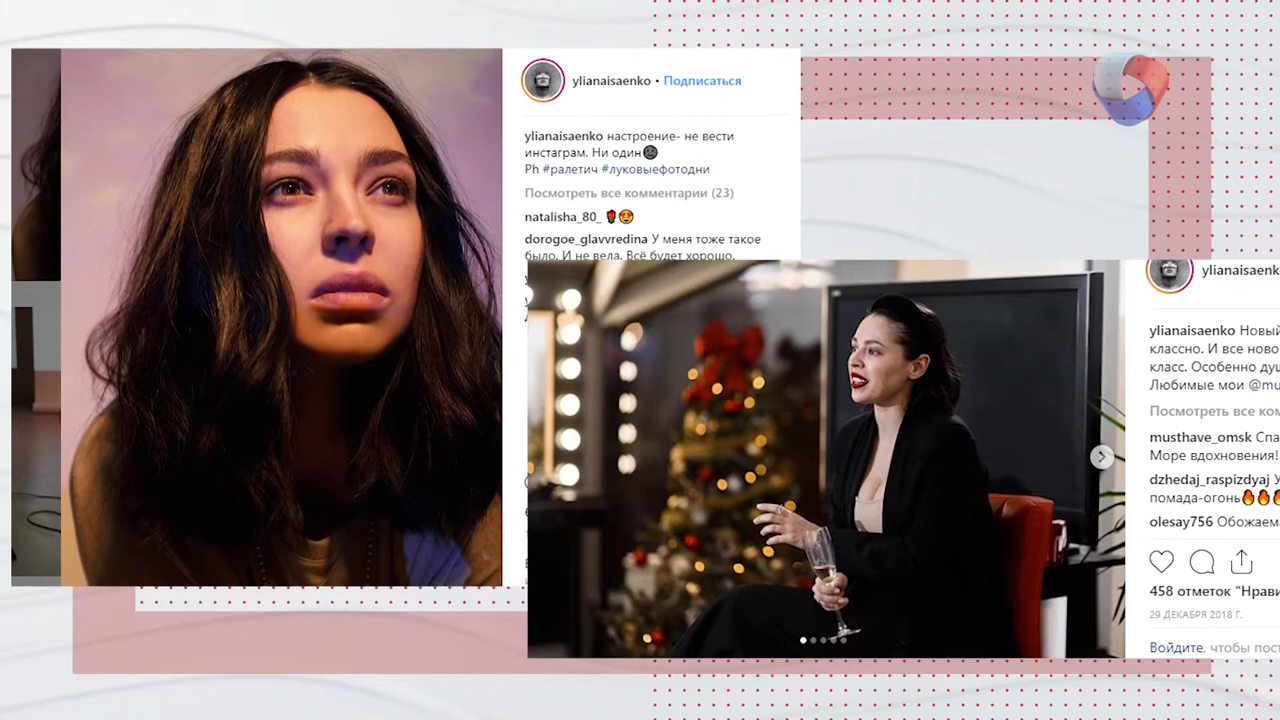 ylianaisaenko • Подписаться
ylianaisaenko настроение- не вести
инстаграм. Ни один
Ph #ралетич #луковыефотодни
Посмотреть все комментарии (23)
natalisha_80_
dorogoe_glavvredina У меня тоже такое
было. И не вела. Всё будет хорошо.
ylianaisaenko
ylianaisaenko Новый
классно. И все ново
класс. Особенно ду
Любимые мои @mu
Посмотреть все ком
musthave_omsk Спа
Море вдохновения!
dzhedaj_raspizdyaj
помада-огонь
olesay756 Обожаем
458 отметок "Нрави
29 ДЕКАБРЯ 2018 Г.
Войдите, чтобы пост